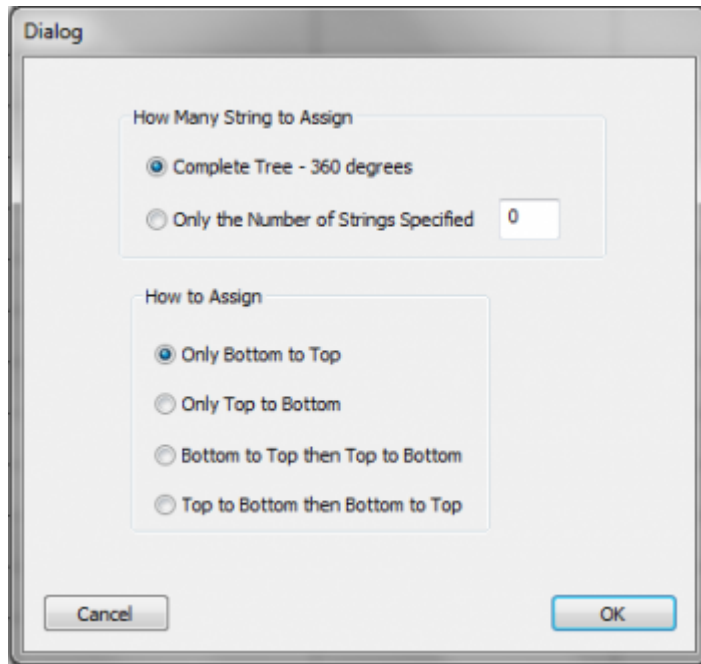 Dialog
How Many String to Assign
Complete Tree - 360 degrees
Only the Number of Strings Specified 0
How to Assign
Only Bottom to Top
Only Top to Bottom
Bottom to Top then Top to Bottom
Top to Bottom then Bottom to Top
Cancel OK